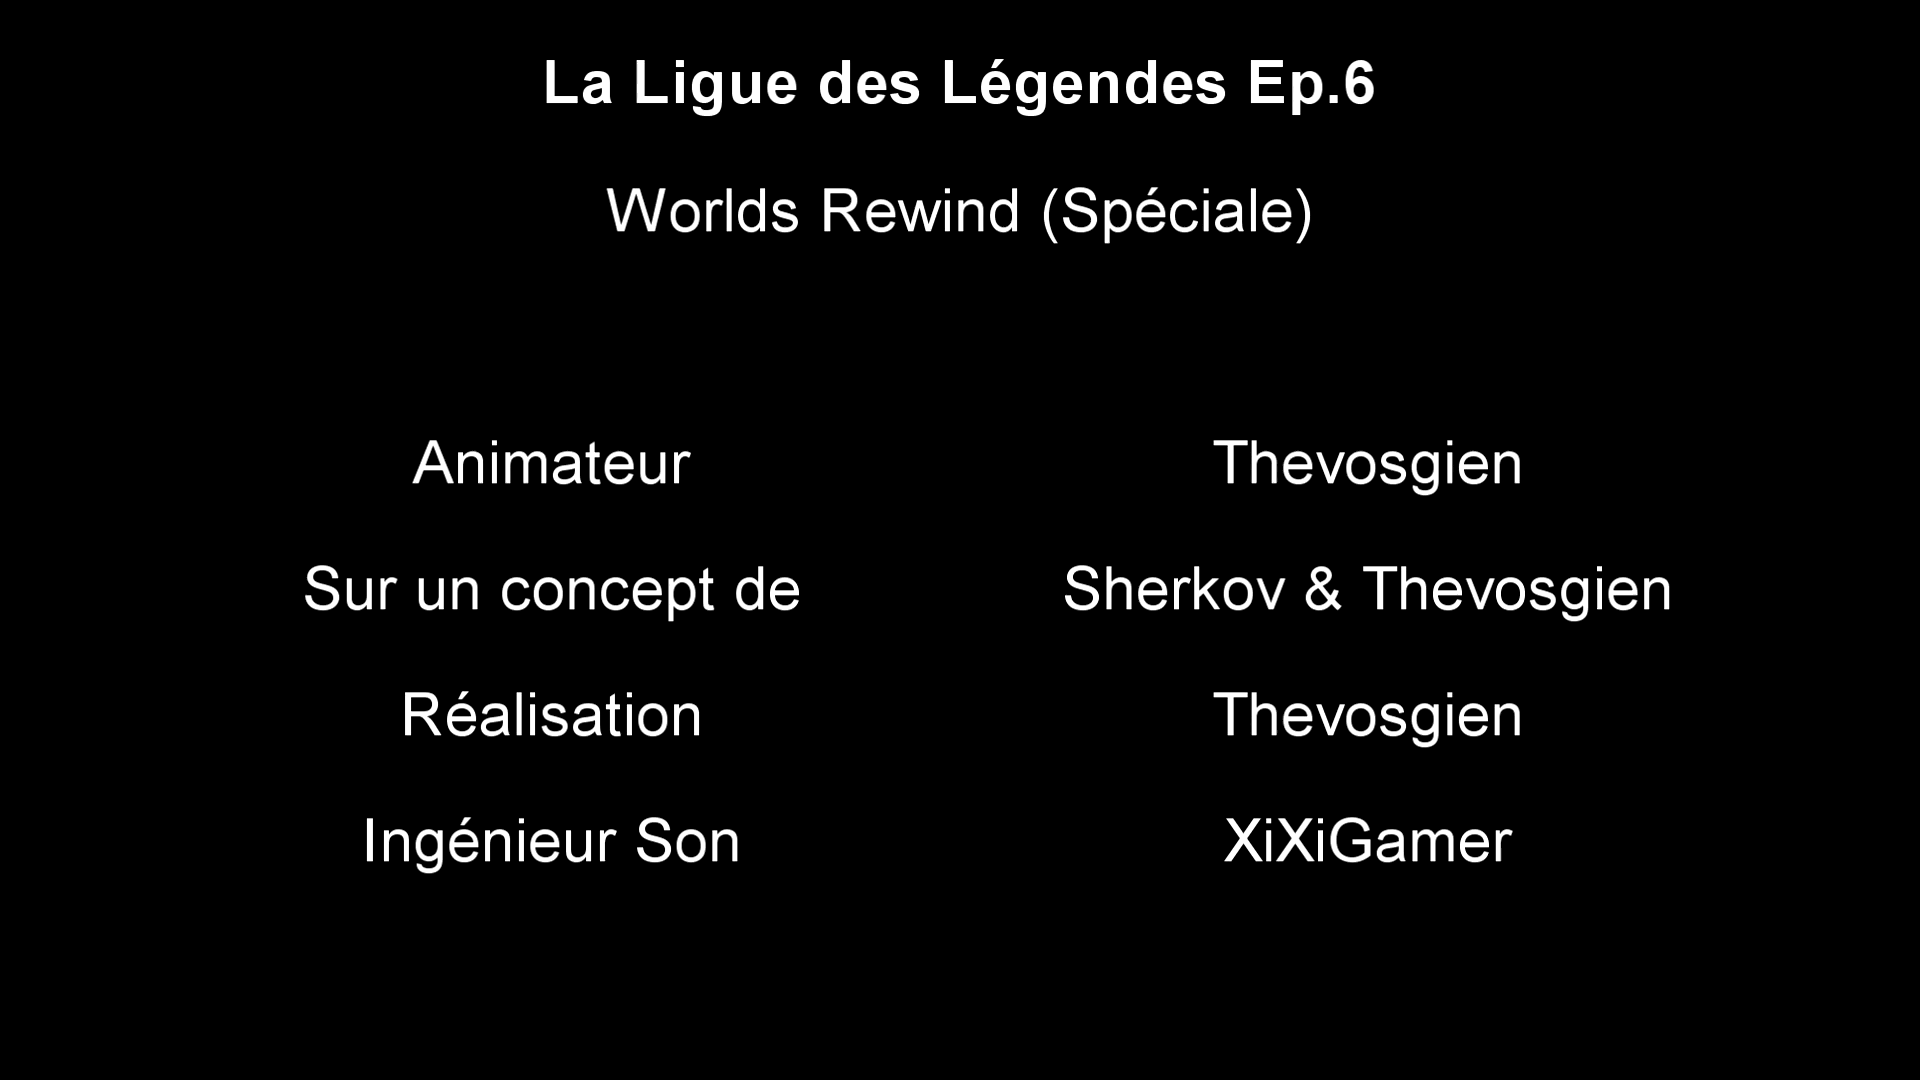 La Ligue des Légendes Ep.6
Worlds Rewind (Spéciale)
Animateur Thevosgien
Sur un concept de Sherkov & Thevosgien
Réalisation Thevosgien
Ingénieur Son XiXiGamer